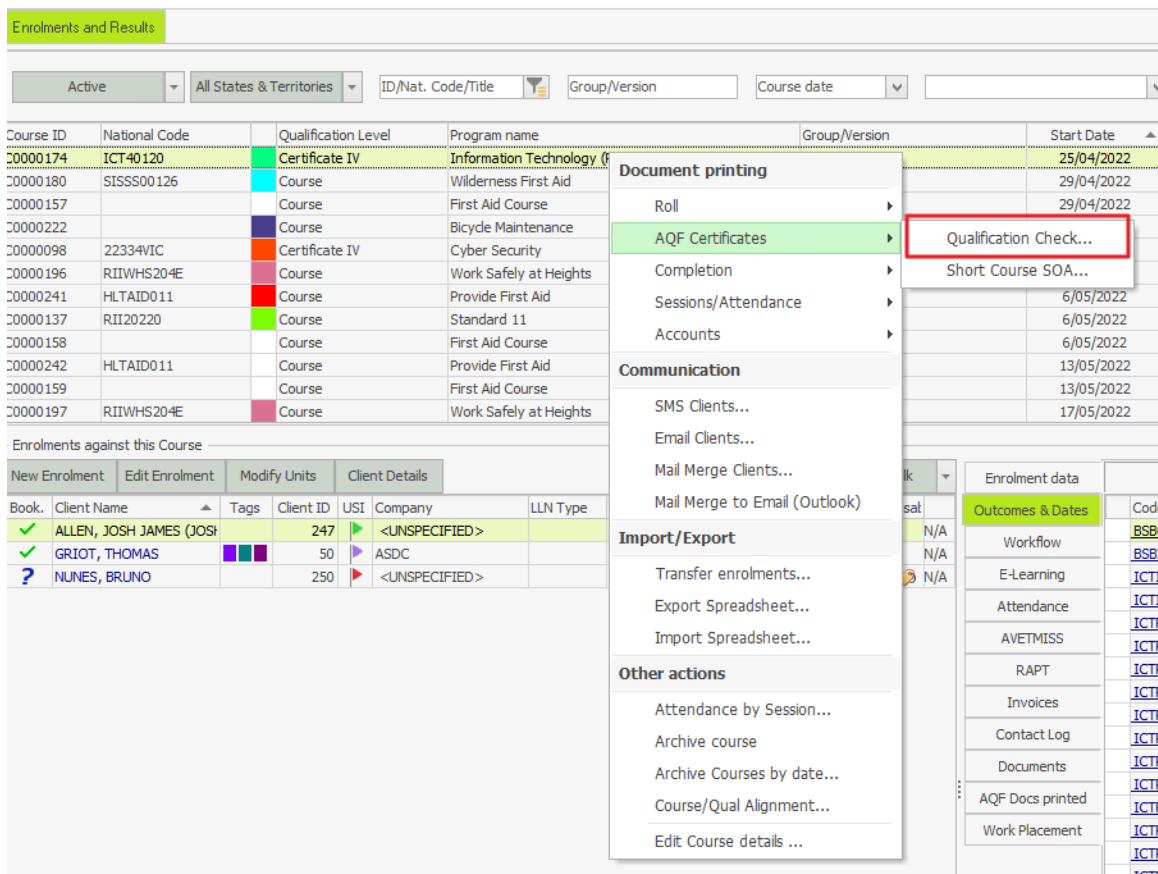 Enrolments and Results
Active All States & Territories ID/Nat. Code/Title Group/Version Course date
Course ID National Code Qualification Level Program name Group/Version Start Date
C0000174 ICT40120 Certificate IV Information Technology (P 25/04/2022
C0000180 SISSS00126 Course Wilderness First Aid 29/04/2022
C0000157 Course First Aid Course 29/04/2022
C0000222 Course Bicycle Maintenance
C0000098 22334VIC Certificate IV Cyber Security
C0000196 RIIWHS204E Course Work Safely at Heights
C0000241 HLTAID011 Course Provide First Aid 6/05/2022
C0000137 RII20220 Course Standard 11 6/05/2022
C0000158 Course First Aid Course 6/05/2022
C0000242 HLTAID011 Course Provide First Aid 13/05/2022
C0000159 Course First Aid Course 13/05/2022
C0000197 RIIWHS204E Course Work Safely at Heights 17/05/2022
Document printing
Roll
AQF Certificates
Completion
Sessions/Attendance
Accounts
Qualification Check...
Short Course SOA...
Communication
SMS Clients...
Email Clients...
Mail Merge Clients...
Mail Merge to Email (Outlook)
Import/Export
Transfer enrolments...
Export Spreadsheet...
Import Spreadsheet...
Other actions
Attendance by Session...
Archive course
Archive Courses by date...
Course/Qual Alignment...
Edit Course details ...
Enrolments against this Course
New Enrolment Edit Enrolment Modify Units Client Details lk
Book. Client Name Tags Client ID USI Company LLN Type sat
ALLEN, JOSH JAMES (JOSH 247 <UNSPECIFIED> N/A
GRIOT, THOMAS 50 ASDC N/A
? NUNES, BRUNO 250 <UNSPECIFIED> N/A
Enrolment data
Outcomes & Dates
Workflow
E-Learning
Attendance
AVETMISS
RAPT
Invoices
Contact Log
Documents
AQF Docs printed
Work Placement
Cod
BSB
BSB
ICTI
ICTI